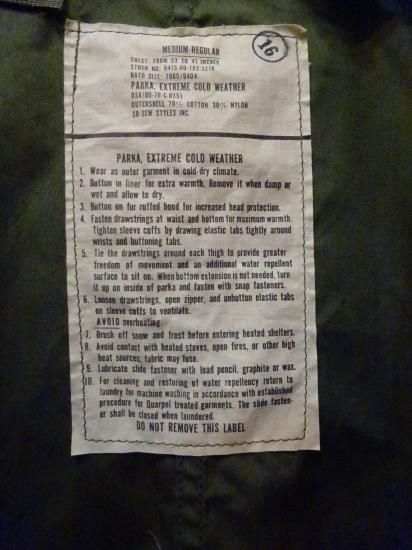 MEDIUM-REGULAR
16
CHEST: FROM 37 TO 41 INCHES
STOCK NO. 8415-00-782-3218
NATO SIZE: 7080/9404
PARKA, EXTREME COLD WEATHER
DSA100-76-C-0351
OUTERSHELL 70% COTTON 30% NYLON
SO-SEW STYLES INC.
PARKA, EXTREME COLD WEATHER
1. Wear as outer garment in cold-dry climate.
2. Button in liner for extra warmth. Remove it when damp or
wet and allow to dry.
3. Button on fur ruffed hood for increased head protection.
4. Fasten drawstrings at waist and bottom for maximum warmth.
Tighten sleeve cuffs by drawing elastic tabs tightly around
wrists and buttoning tabs.
5. Tie the drawstrings around each thigh to provide greater
freedom of movement and an additional water repellent
surface to sit on. When bottom extension is not needed, turn
it up on inside of parka and fasten with snap fasteners.
6. Loosen drawstrings, open zipper, and unbutton elastic tabs
on sleeve cuffs to ventilate.
AVOID overheating.
7. Brush off snow and frost before entering heated shelters.
8. Avoid contact with heated stoves, open fires, or other high
heat sources; fabric may fuse.
9. Lubricate slide fastener with lead pencil, graphite or wax.
10. For cleaning and restoring of water repellency return to
laundry for machine washing in accordance with established
procedure for Quarpel treated garments. The slide fasten-
er shall be closed when laundered.
DO NOT REMOVE THIS LABEL